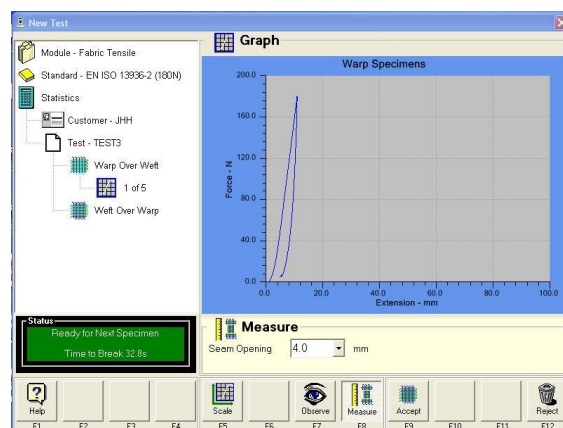 New Test
Module - Fabric Tensile
Standard - EN ISO 13936-2 (180N)
Statistics
Customer - JHH
Test - TEST3
Warp Over Weft
1 of 5
Weft Over Warp
Graph
Warp Specimens
200.0
160.0
120.0
80.0
40.0
0.0
Force - N
0.0 20.0 40.0 60.0 80.0 100.0
Extension - mm
Status
Ready for Next Specimen
Time to Break 32.8s
Measure
Seam Opening 4.0 mm
Help Scale Observe Measure Accept Reject
F1 F2 F3 F4 F5 F6 F7 F8 F9 F10 F11 F12